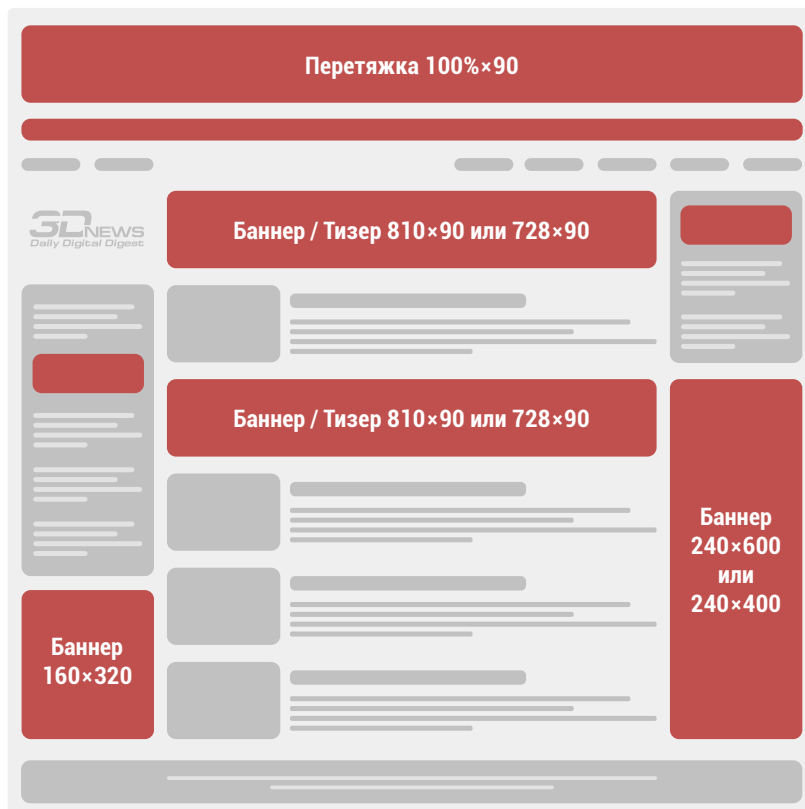 Перетяжка 100%×90
3DNEWS
Daily Digital Digest
Баннер / Тизер 810×90 или 728×90
Баннер / Тизер 810×90 или 728×90
Баннер
240×600
или
240×400
Баннер
160×320